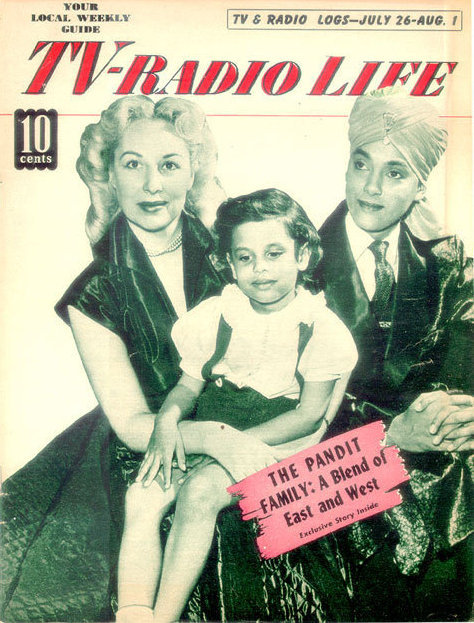 YOUR
LOCAL WEEKLY
GUIDE
TV & RADIO LOGS—JULY 26-AUG. 1
TV-RADIO LIFE
10
cents
THE PANDIT
FAMILY: A Blend of
East and West
Exclusive Story Inside